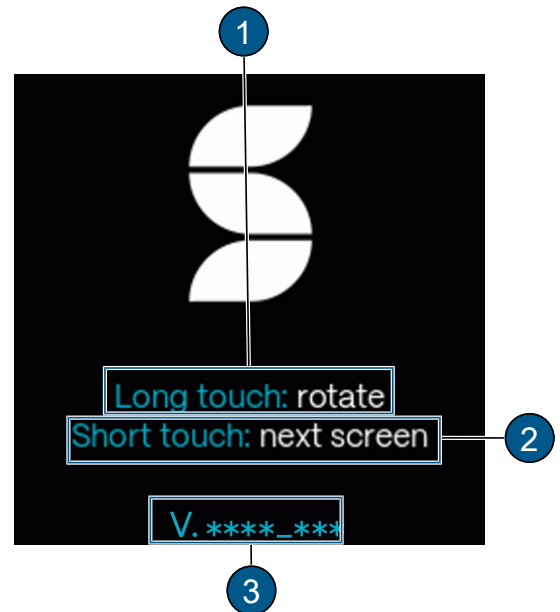 1
Long touch: rotate
Short touch: next screen
2
V. ****_***
3